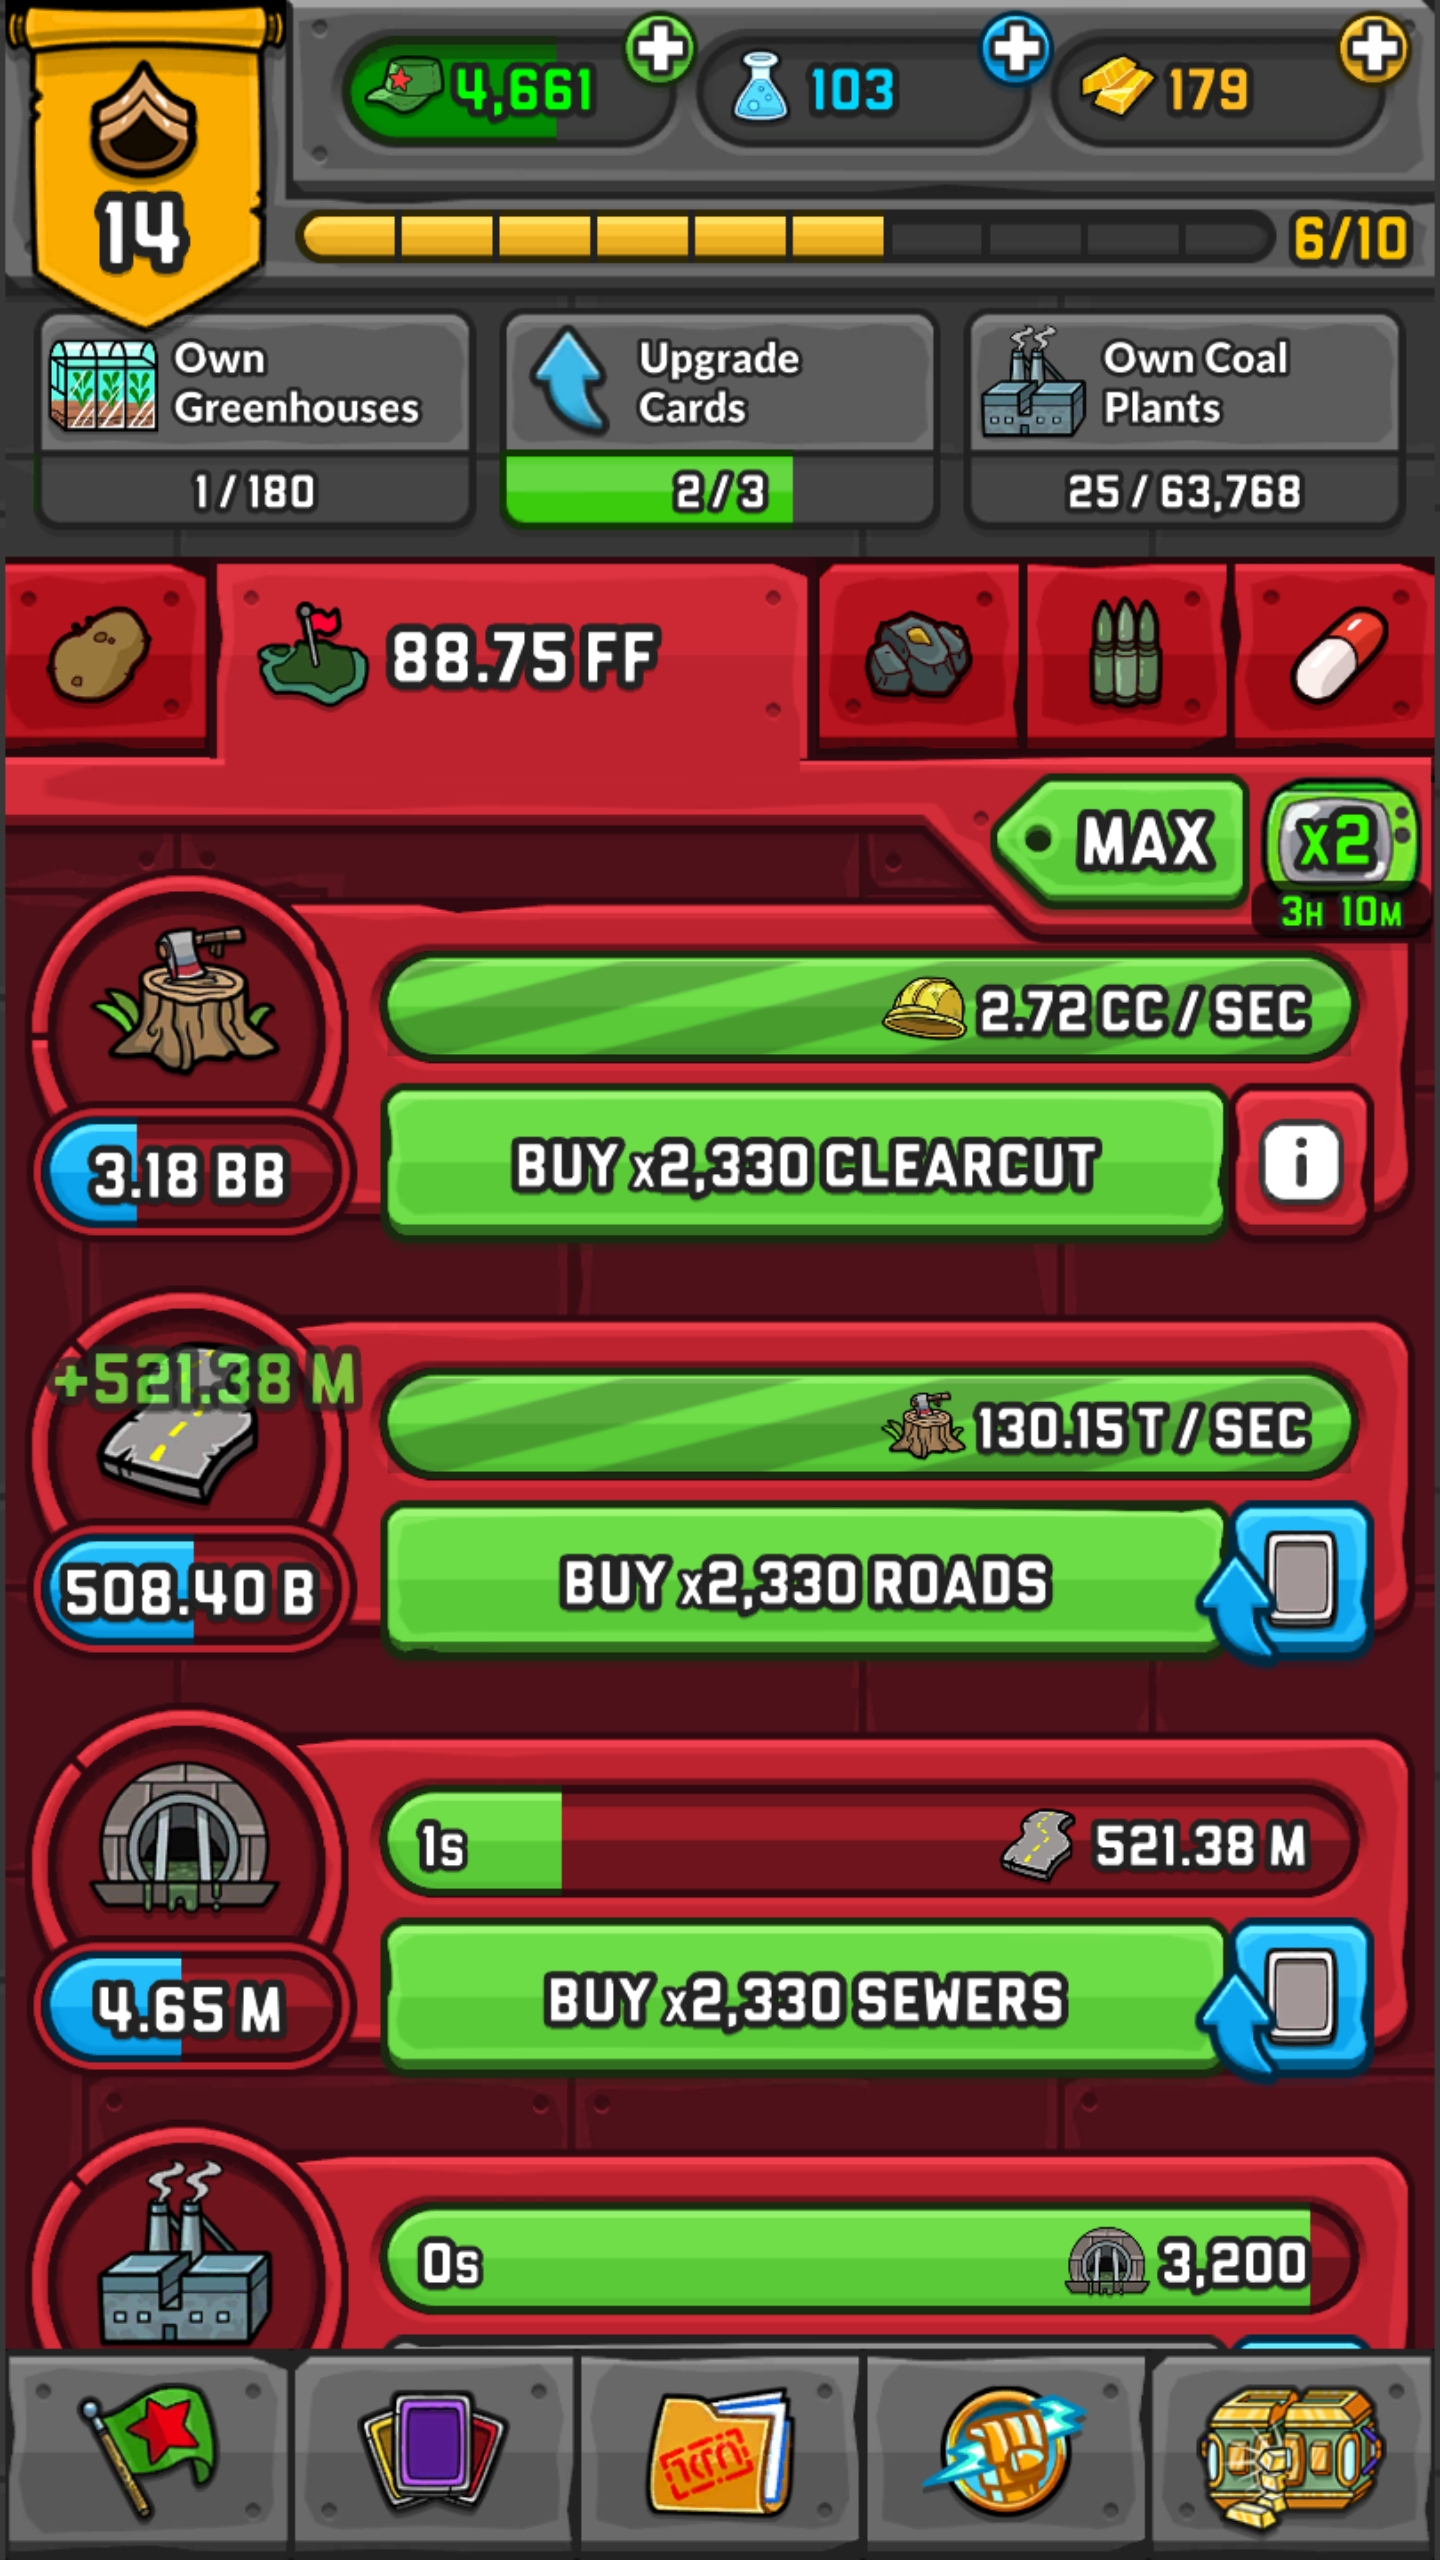 4,661
103
179
14
6/10
Own
Greenhouses
1/180
Upgrade
Cards
2/3
Own Coal
Plants
25/63,768
88.75 FF
MAX
x2
3H 10M
2.72 CC / SEC
3.18 BB
BUY x2,330 CLEARCUT
i
+521.38 M
130.15 T / SEC
508.40 B
BUY x2,330 ROADS
1s
521.38 M
4.65 M
BUY x2,330 SEWERS
0s
3,200